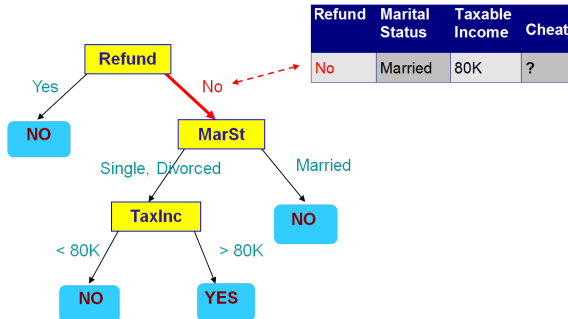 Refund Marital Status Taxable Income Cheat
No Married 80K ?
Refund
Yes No
NO MarSt
Single, Divorced Married
TaxInc NO
< 80K > 80K
NO YES